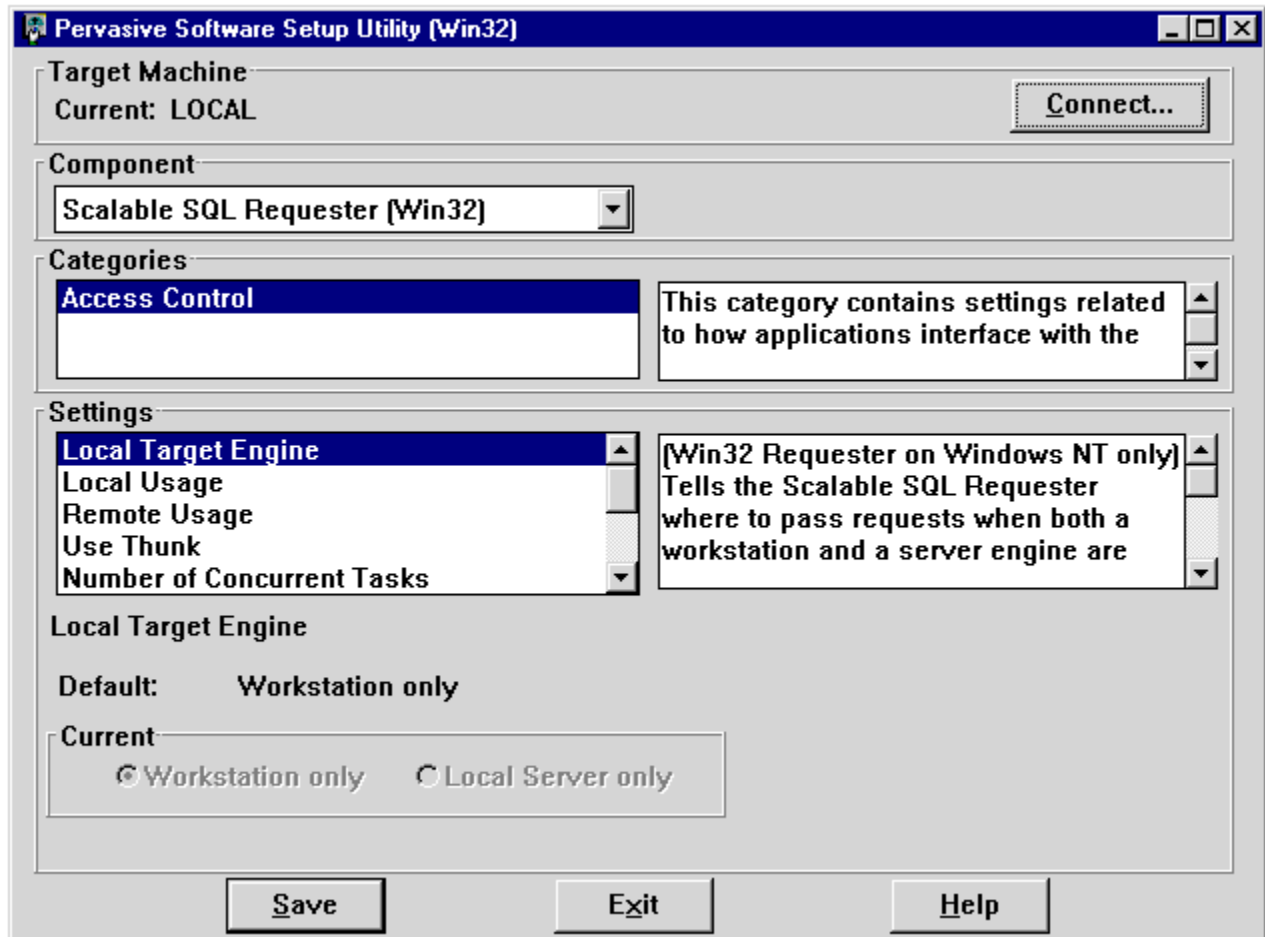 Pervasive Software Setup Utility (Win32)
Target Machine
Current: LOCAL
Connect...
Component
Scalable SQL Requester (Win32)
Categories
Access Control
This category contains settings related
to how applications interface with the
Settings
Local Target Engine
Local Usage
Remote Usage
Use Thunk
Number of Concurrent Tasks
(Win32 Requester on Windows NT only)
Tells the Scalable SQL Requester
where to pass requests when both a
workstation and a server engine are
Local Target Engine
Default: Workstation only
Current
Workstation only Local Server only
Save Exit Help